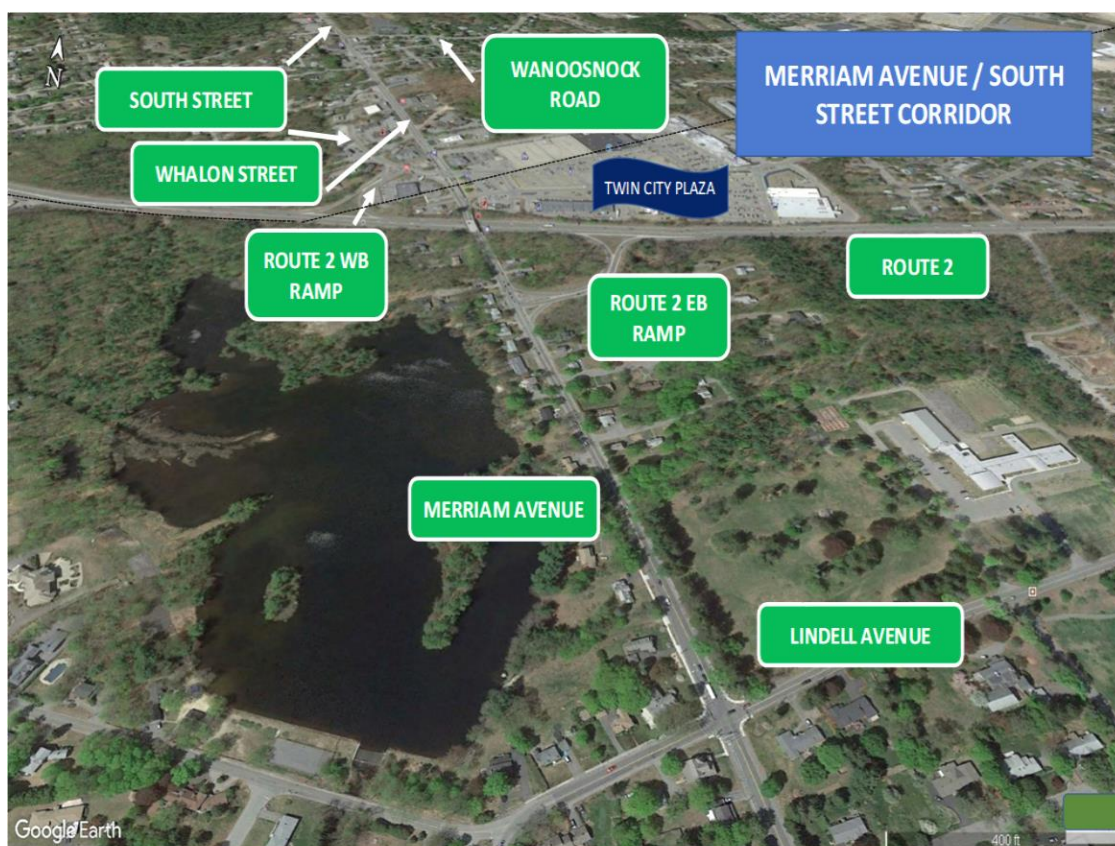 N
SOUTH STREET
WANOOSNOCK
ROAD
MERRIAM AVENUE / SOUTH
STREET CORRIDOR
WHALON STREET
TWIN CITY PLAZA
ROUTE 2 WB
RAMP
ROUTE 2 EB
RAMP
ROUTE 2
MERRIAM AVENUE
LINDELL AVENUE
Google Earth
400 ft